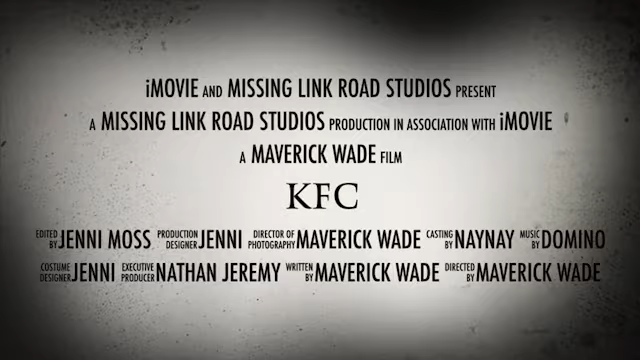 iMOVIE AND MISSING LINK ROAD STUDIOS PRESENT
A MISSING LINK ROAD STUDIOS PRODUCTION IN ASSOCIATION WITH iMOVIE
A MAVERICK WADE FILM
KFC
EDITED BY JENNI MOSS PRODUCTION DESIGNER JENNI DIRECTOR OF PHOTOGRAPHY MAVERICK WADE CASTING BY NAYNAY MUSIC BY DOMINO
COSTUME DESIGNER JENNI EXECUTIVE PRODUCER NATHAN JEREMY WRITTEN BY MAVERICK WADE DIRECTED BY MAVERICK WADE